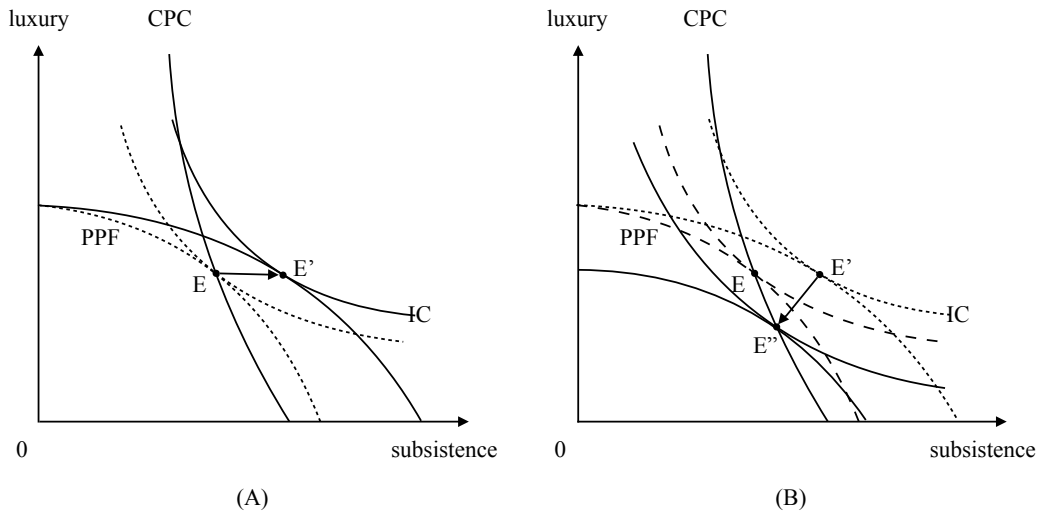 luxury CPC
PPF
E
E’
IC
0 subsistence
(A)
luxury CPC
PPF
E
E’
IC
E’’
0 subsistence
(B)